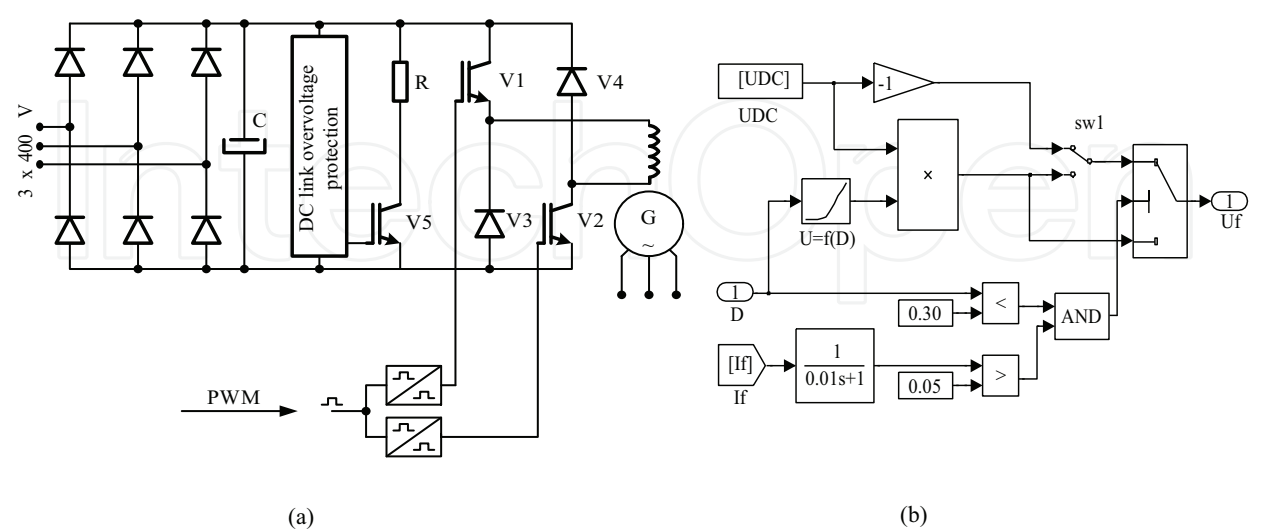 3 x 400 V
C
DC link overvoltage
protection
R
V5
V1
V4
V3
V2
G
~
PWM
(a)
[UDC]
UDC
-1
sw1
×
U=f(D)
1
Uf
1
D
0.30
<
AND
[If]
If
1
0.01s+1
0.05
>
(b)
IntechOpen